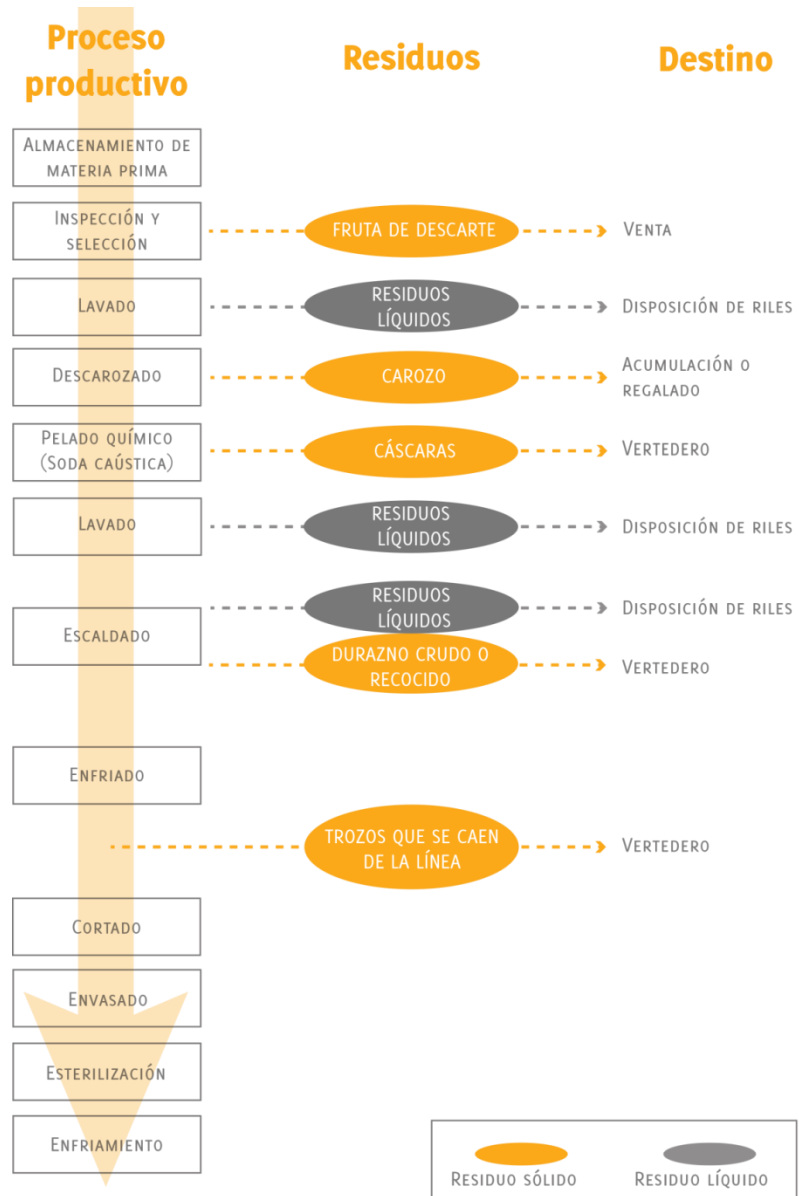 Proceso
productivo
Residuos
Destino
ALMACENAMIENTO DE
MATERIA PRIMA
INSPECCIÓN Y
SELECCIÓN
FRUTA DE DESCARTE
VENTA
LAVADO
RESIDUOS
LÍQUIDOS
DISPOSICIÓN DE RILES
DESCAROZADO
CAROZO
ACUMULACIÓN O
REGALADO
PELADO QUÍMICO
(SODA CAÚSTICA)
CÁSCARAS
VERTEDERO
LAVADO
RESIDUOS
LÍQUIDOS
DISPOSICIÓN DE RILES
ESCALDADO
RESIDUOS
LÍQUIDOS
DISPOSICIÓN DE RILES
DURAZNO CRUDO O
RECOCIDO
VERTEDERO
ENFRIADO
TROZOS QUE SE CAEN
DE LA LÍNEA
VERTEDERO
CORTADO
ENVASADO
ESTERILIZACIÓN
ENFRIAMIENTO
RESIDUO SÓLIDO
RESIDUO LÍQUIDO